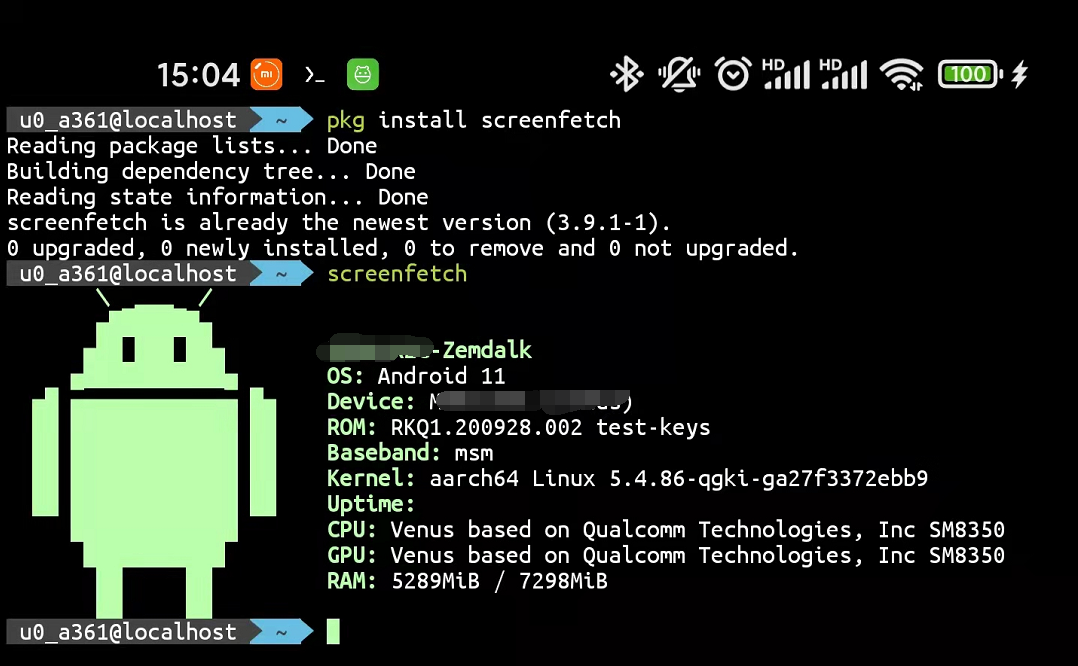 15:04 mi >_ HD HD 100
u0_a361@localhost ~ pkg install screenfetch
Reading package lists... Done
Building dependency tree... Done
Reading state information... Done
screenfetch is already the newest version (3.9.1-1).
0 upgraded, 0 newly installed, 0 to remove and 0 not upgraded.
u0_a361@localhost ~ screenfetch
-Zemdalk
OS: Android 11
Device:
ROM: RKQ1.200928.002 test-keys
Baseband: msm
Kernel: aarch64 Linux 5.4.86-qgki-ga27f3372ebb9
Uptime:
CPU: Venus based on Qualcomm Technologies, Inc SM8350
GPU: Venus based on Qualcomm Technologies, Inc SM8350
RAM: 5289MiB / 7298MiB
u0_a361@localhost ~